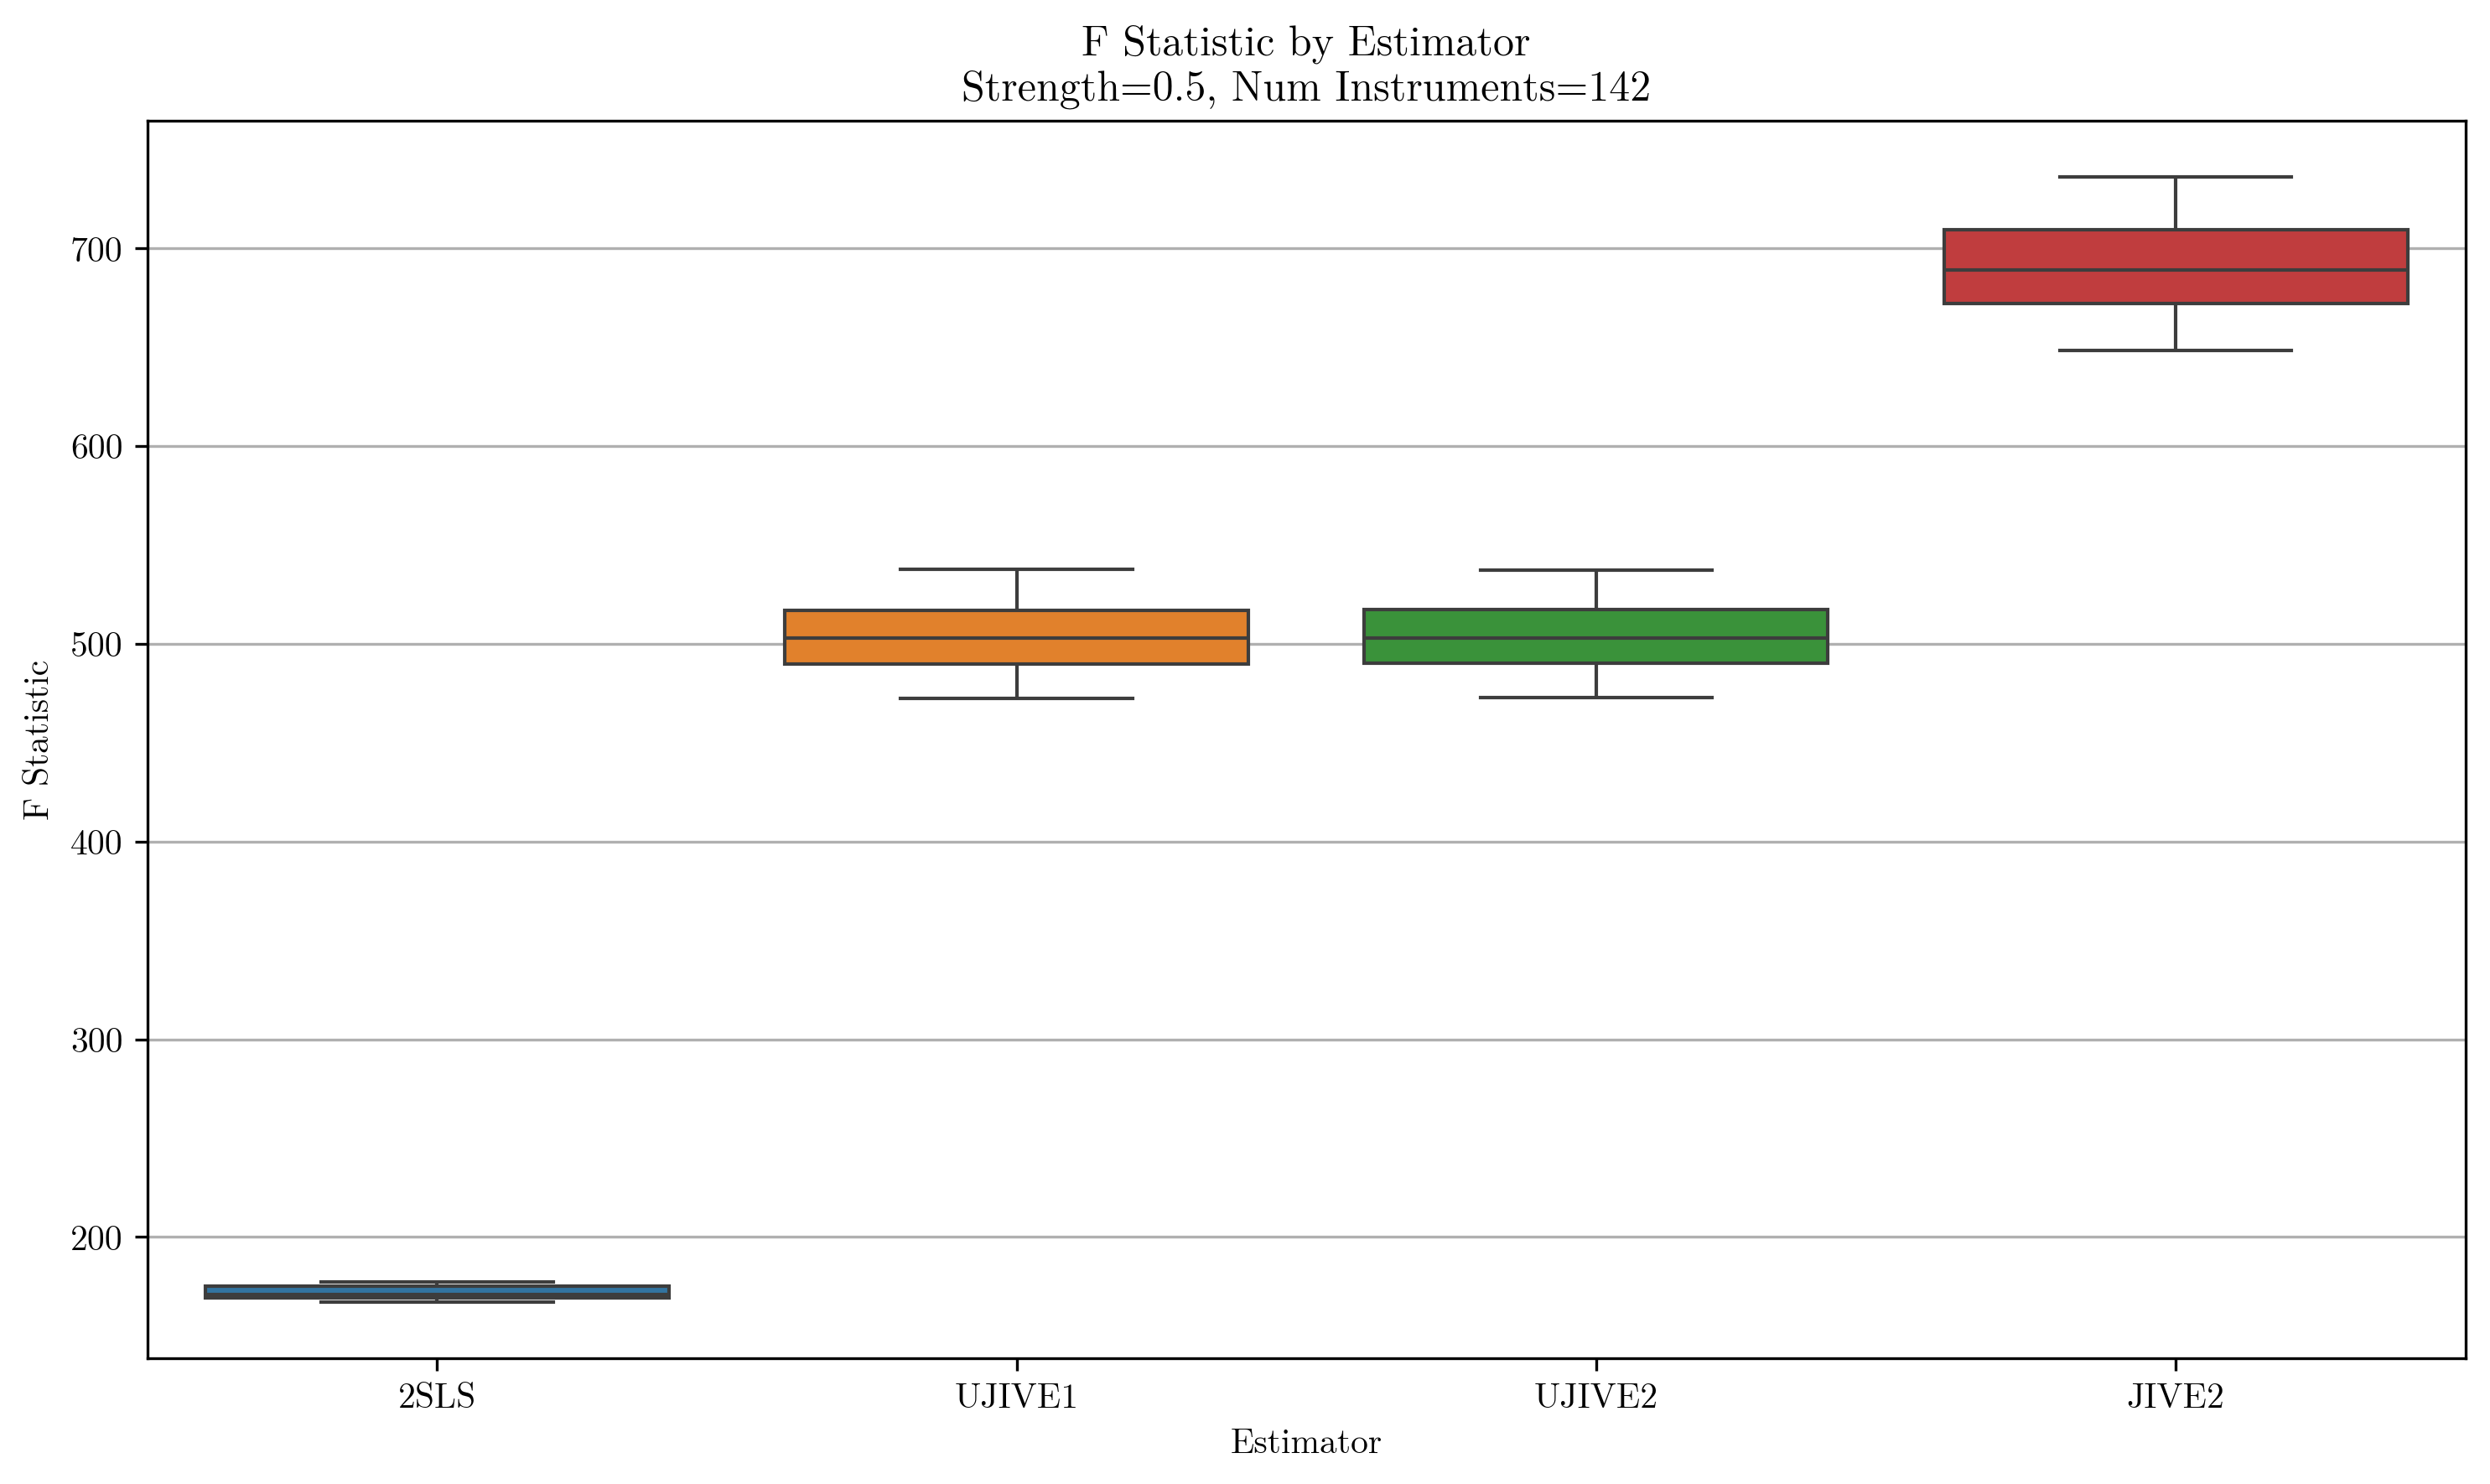 F Statistic by Estimator
Strength=0.5, Num Instruments=142
700
600
500
400
300
200
F Statistic
2SLS UJIVE1 UJIVE2 JIVE2
Estimator